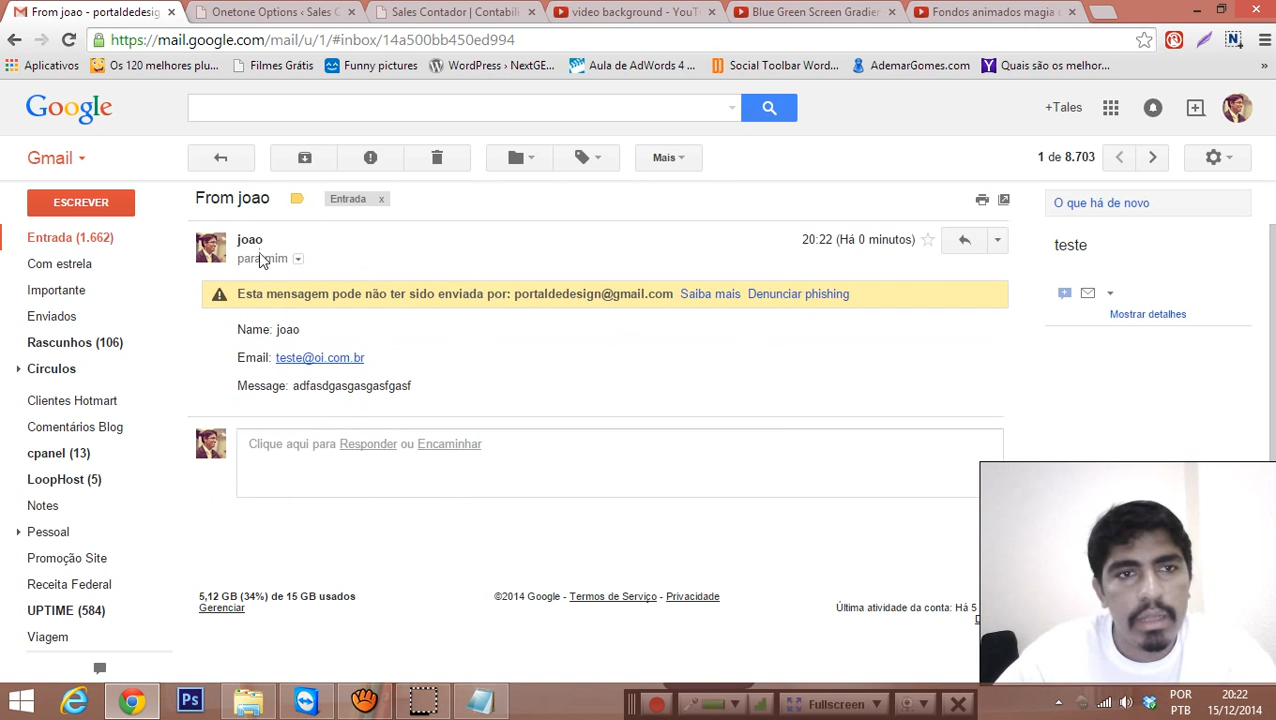 From joao - portaldedesig
Onetone Options ‹ Sales C
Sales Contador | Contabili
video background - YouT
Blue Green Screen Gradien
Fondos animados magia c
https://mail.google.com/mail/u/1/#inbox/14a500bb450ed994
Aplicativos
Os 120 melhores plu...
Filmes Grátis
Funny pictures
WordPress › NextGE...
Aula de AdWords 4 ...
Social Toolbar Word...
AdemarGomes.com
Quais são os melhor...
»
Google
+Tales
Gmail
Mais
1 de 8.703
ESCREVER
From joao
Entrada x
O que há de novo
Entrada (1.662)
joao
20:22 (Há 0 minutos)
teste
Com estrela
para mim
Importante
Esta mensagem pode não ter sido enviada por: portaldedesign@gmail.com Saiba mais Denunciar phishing
Mostrar detalhes
Enviados
Name: joao
Rascunhos (106)
Email: teste@oi.com.br
Círculos
Message: adfasdgasgasgasfgasf
Clientes Hotmart
Comentários Blog
Clique aqui para Responder ou Encaminhar
cpanel (13)
LoopHost (5)
Notes
Pessoal
Promoção Site
Receita Federal
5,12 GB (34%) de 15 GB usados
Gerenciar
©2014 Google - Termos de Serviço - Privacidade
Última atividade da conta: Há 5
UPTIME (584)
Viagem
Ps
Fullscreen
POR
PTB
20:22
15/12/2014